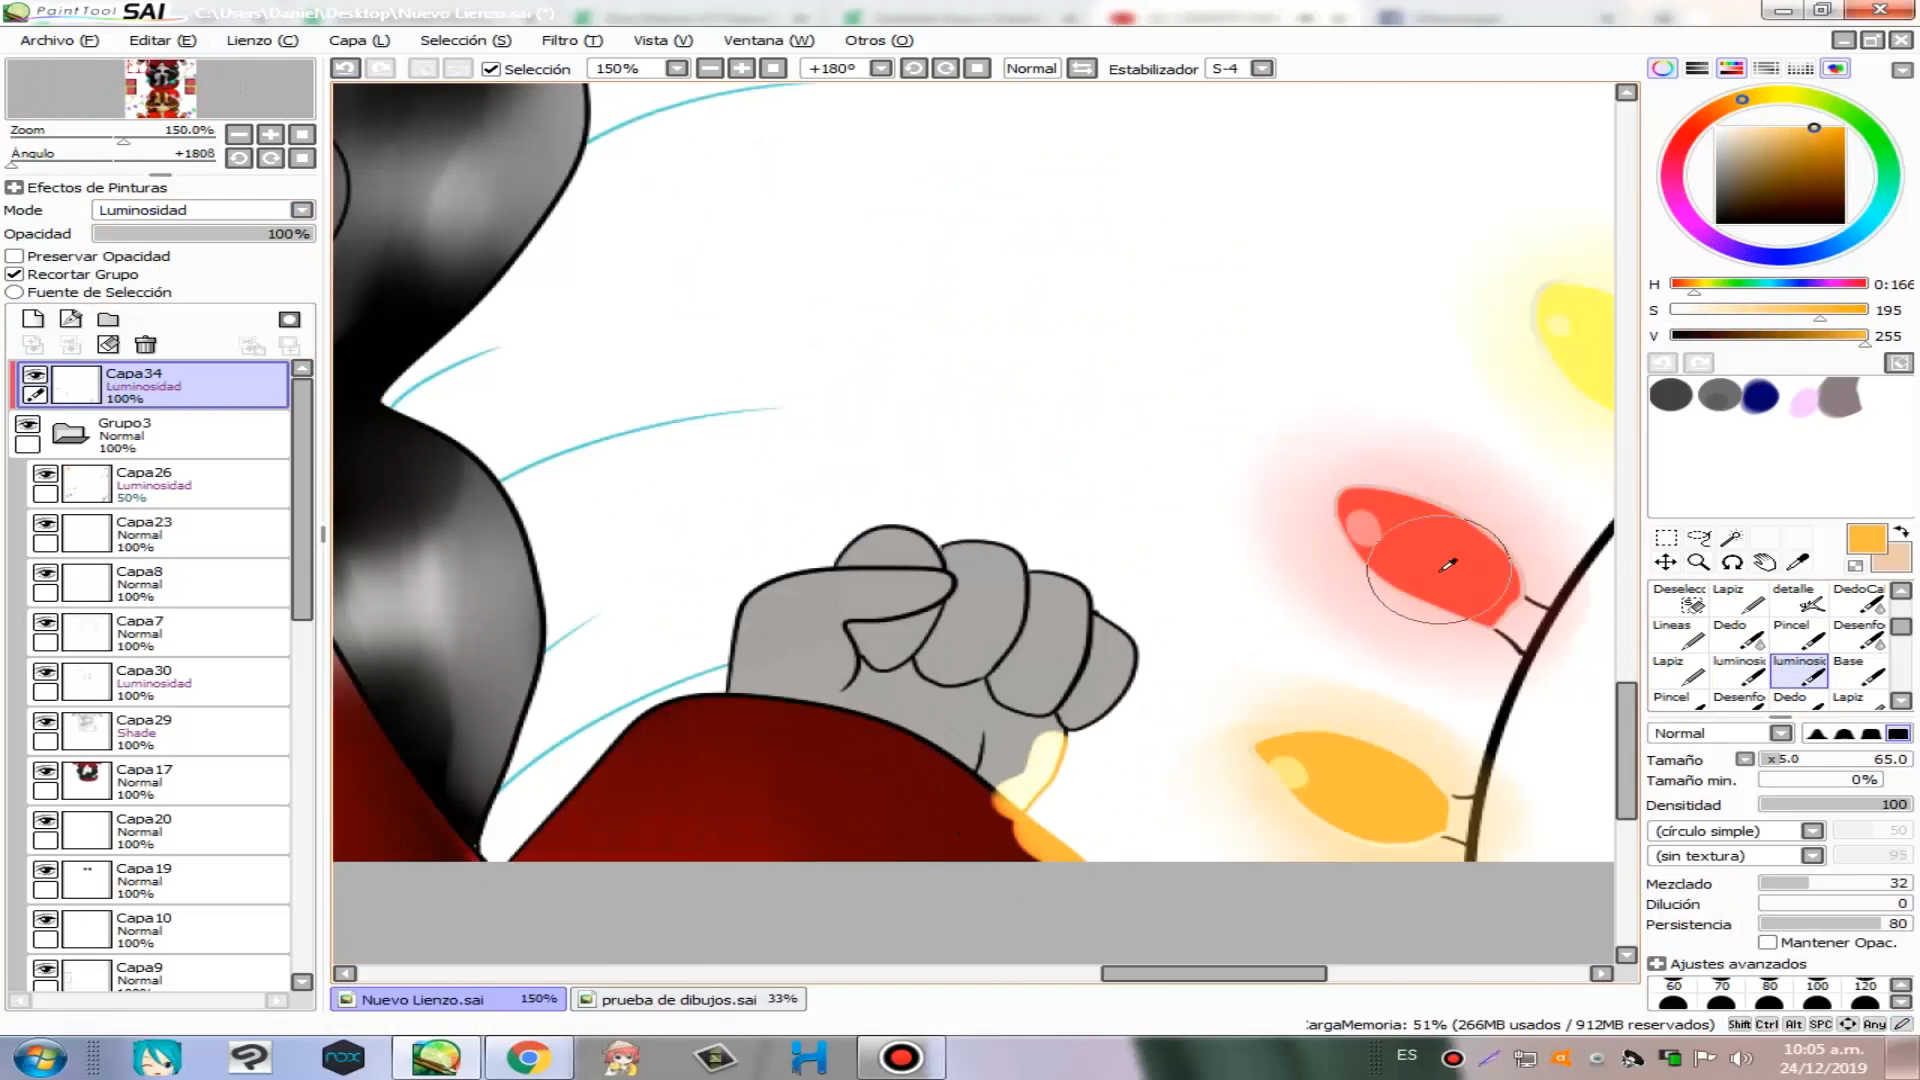 PaintTool SAI C:\Users\Daniel\Desktop\Nuevo Lienzo.sai (*)
Archivo (F) Editar (E) Lienzo (C) Capa (L) Selección (S) Filtro (T) Vista (V) Ventana (W) Otros (O)
Selección 150% +180º Normal Estabilizador S-4
Zoom 150.0%
Ángulo +180ß
Efectos de Pinturas
Mode Luminosidad
Opacidad 100%
Preservar Opacidad
Recortar Grupo
Fuente de Selección
Capa34
Luminosidad
100%
Grupo3
Normal
100%
Capa26
Luminosidad
50%
Capa23
Normal
100%
Capa8
Normal
100%
Capa7
Normal
100%
Capa30
Luminosidad
100%
Capa29
Shade
100%
Capa17
Normal
100%
Capa20
Normal
100%
Capa19
Normal
100%
Capa10
Normal
100%
Capa9
Normal
H 0:166
S 195
V 255
Deselecc Lapiz detalle DedoCa
Lineas Dedo Pincel Desenfo
Lapiz luminosi luminosi Base
Pincel Desenfo Dedo Lapiz
Normal
Tamaño x5.0 65.0
Tamaño min. 0%
Densitidad 100
(círculo simple) 50
(sin textura) 95
Mezclado 32
Dilución 0
Persistencia 80
Mantener Opac.
Ajustes avanzados
60 70 80 100 120
Nuevo Lienzo.sai 150% prueba de dibujos.sai 33%
CargaMemoria: 51% (266MB usados / 912MB reservados) Shift Ctrl Alt SPC Any
nox
ES
10:05 a.m.
24/12/2019